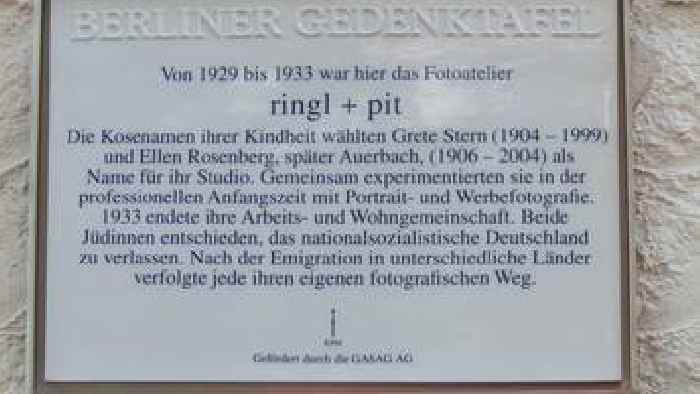 BERLINER GEDENKTAFEL
Von 1929 bis 1933 war hier das Fotoatelier
ringl + pit
Die Kosenamen ihrer Kindheit wählten Grete Stern (1904 – 1999)
und Ellen Rosenberg, später Auerbach, (1906 – 2004) als
Name für ihr Studio. Gemeinsam experimentierten sie in der
professionellen Anfangszeit mit Portrait- und Werbefotografie.
1933 endete ihre Arbeits- und Wohngemeinschaft. Beide
Jüdinnen entschieden, das nationalsozialistische Deutschland
zu verlassen. Nach der Emigration in unterschiedliche Länder
verfolgte jede ihren eigenen fotografischen Weg.
KPM
Gefördert durch die GASAG AG